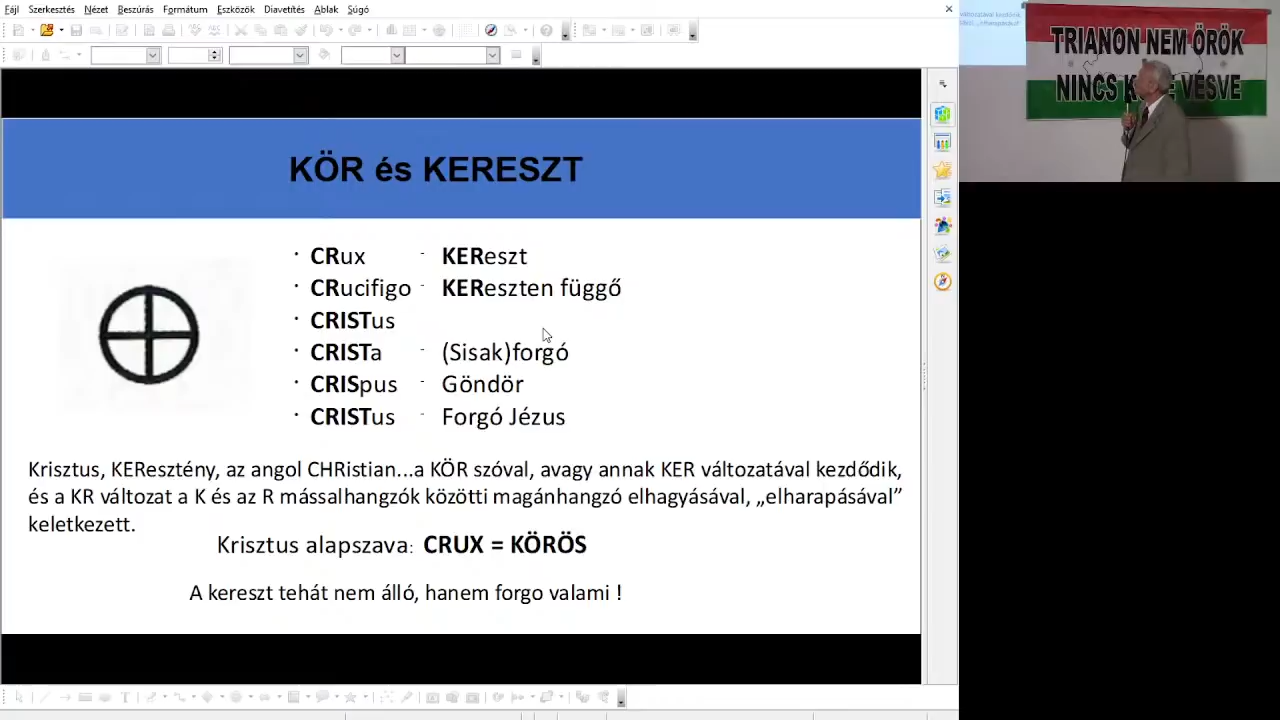 Fájl Szerkesztés Nézet Beszúrás Formátum Eszközök Diavetítés Ablak Súgó
KÖR és KERESZT
· CRux - KEReszt
· CRucifigo - KEReszten függő
· CRISTus
· CRISTa - (Sisak)forgó
· CRISpus - Göndör
· CRISTus - Forgó Jézus
Krisztus, KEResztény, az angol CHRistian...a KÖR szóval, avagy annak KER változatával kezdődik,
és a KR változat a K és az R mássalhangzók közötti magánhangzó elhagyásával, „elharapásával”
keletkezett.
Krisztus alapszava: CRUX = KÖRÖS
A kereszt tehát nem álló, hanem forgo valami !
változatával kezdődik
TRIANON NEM ÖRÖK
NINCS KŐBE VÉSVE